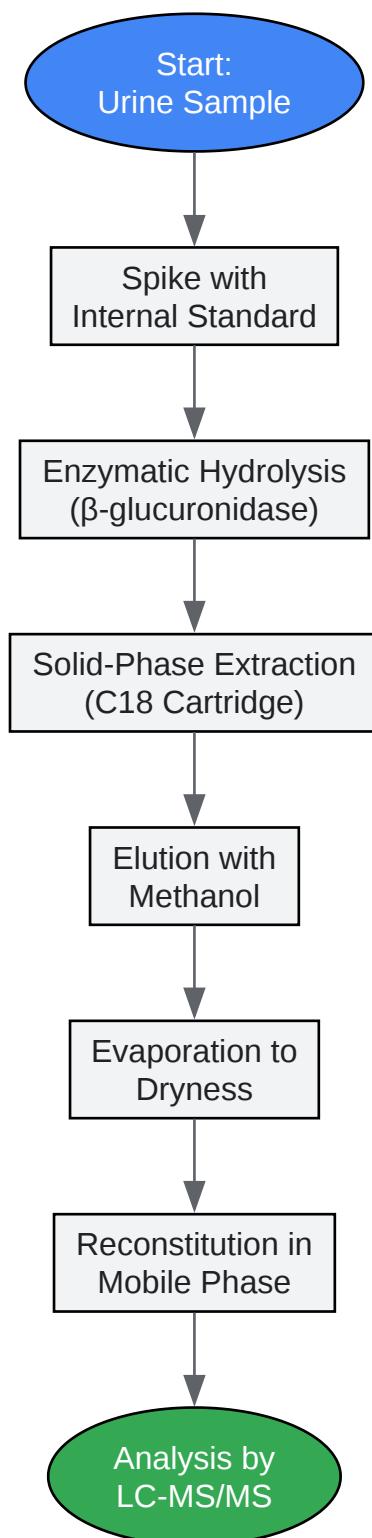 Start:
Urine Sample
Spike with
Internal Standard
Enzymatic Hydrolysis
(β-glucuronidase)
Solid-Phase Extraction
(C18 Cartridge)
Elution with
Methanol
Evaporation to
Dryness
Reconstitution in
Mobile Phase
Analysis by
LC-MS/MS